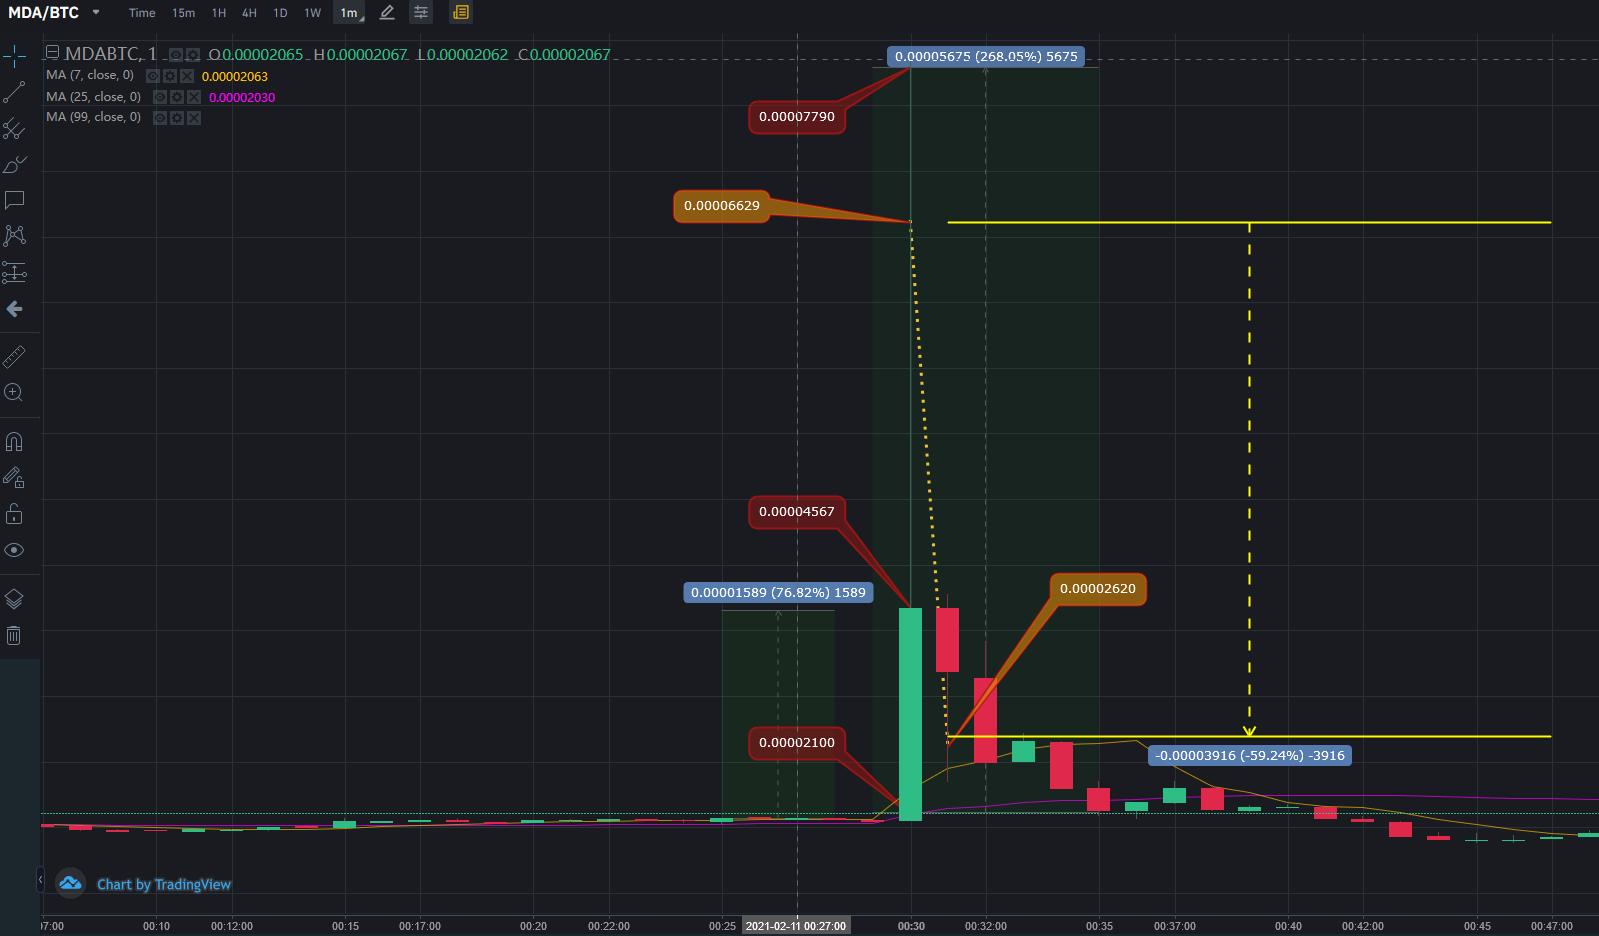 MDA/BTC Time 15m 1H 4H 1D 1W 1m
MDABTC, 1 O0.00002065 H0.00002067 L0.00002062 C0.00002067
MA (7, close, 0) 0.00002063
MA (25, close, 0) 0.00002030
MA (99, close, 0)
0.00005675 (268.05%) 5675
0.00007790
0.00006629
0.00004567
0.00001589 (76.82%) 1589
0.00002620
0.00002100
-0.00003916 (-59.24%) -3916
Chart by TradingView
7:00 00:10 00:12:00 00:15 00:17:00 00:20 00:22:00 00:25 2021-02-11 00:27:00 00:30 00:32:00 00:35 00:37:00 00:40 00:42:00 00:45 00:47:00